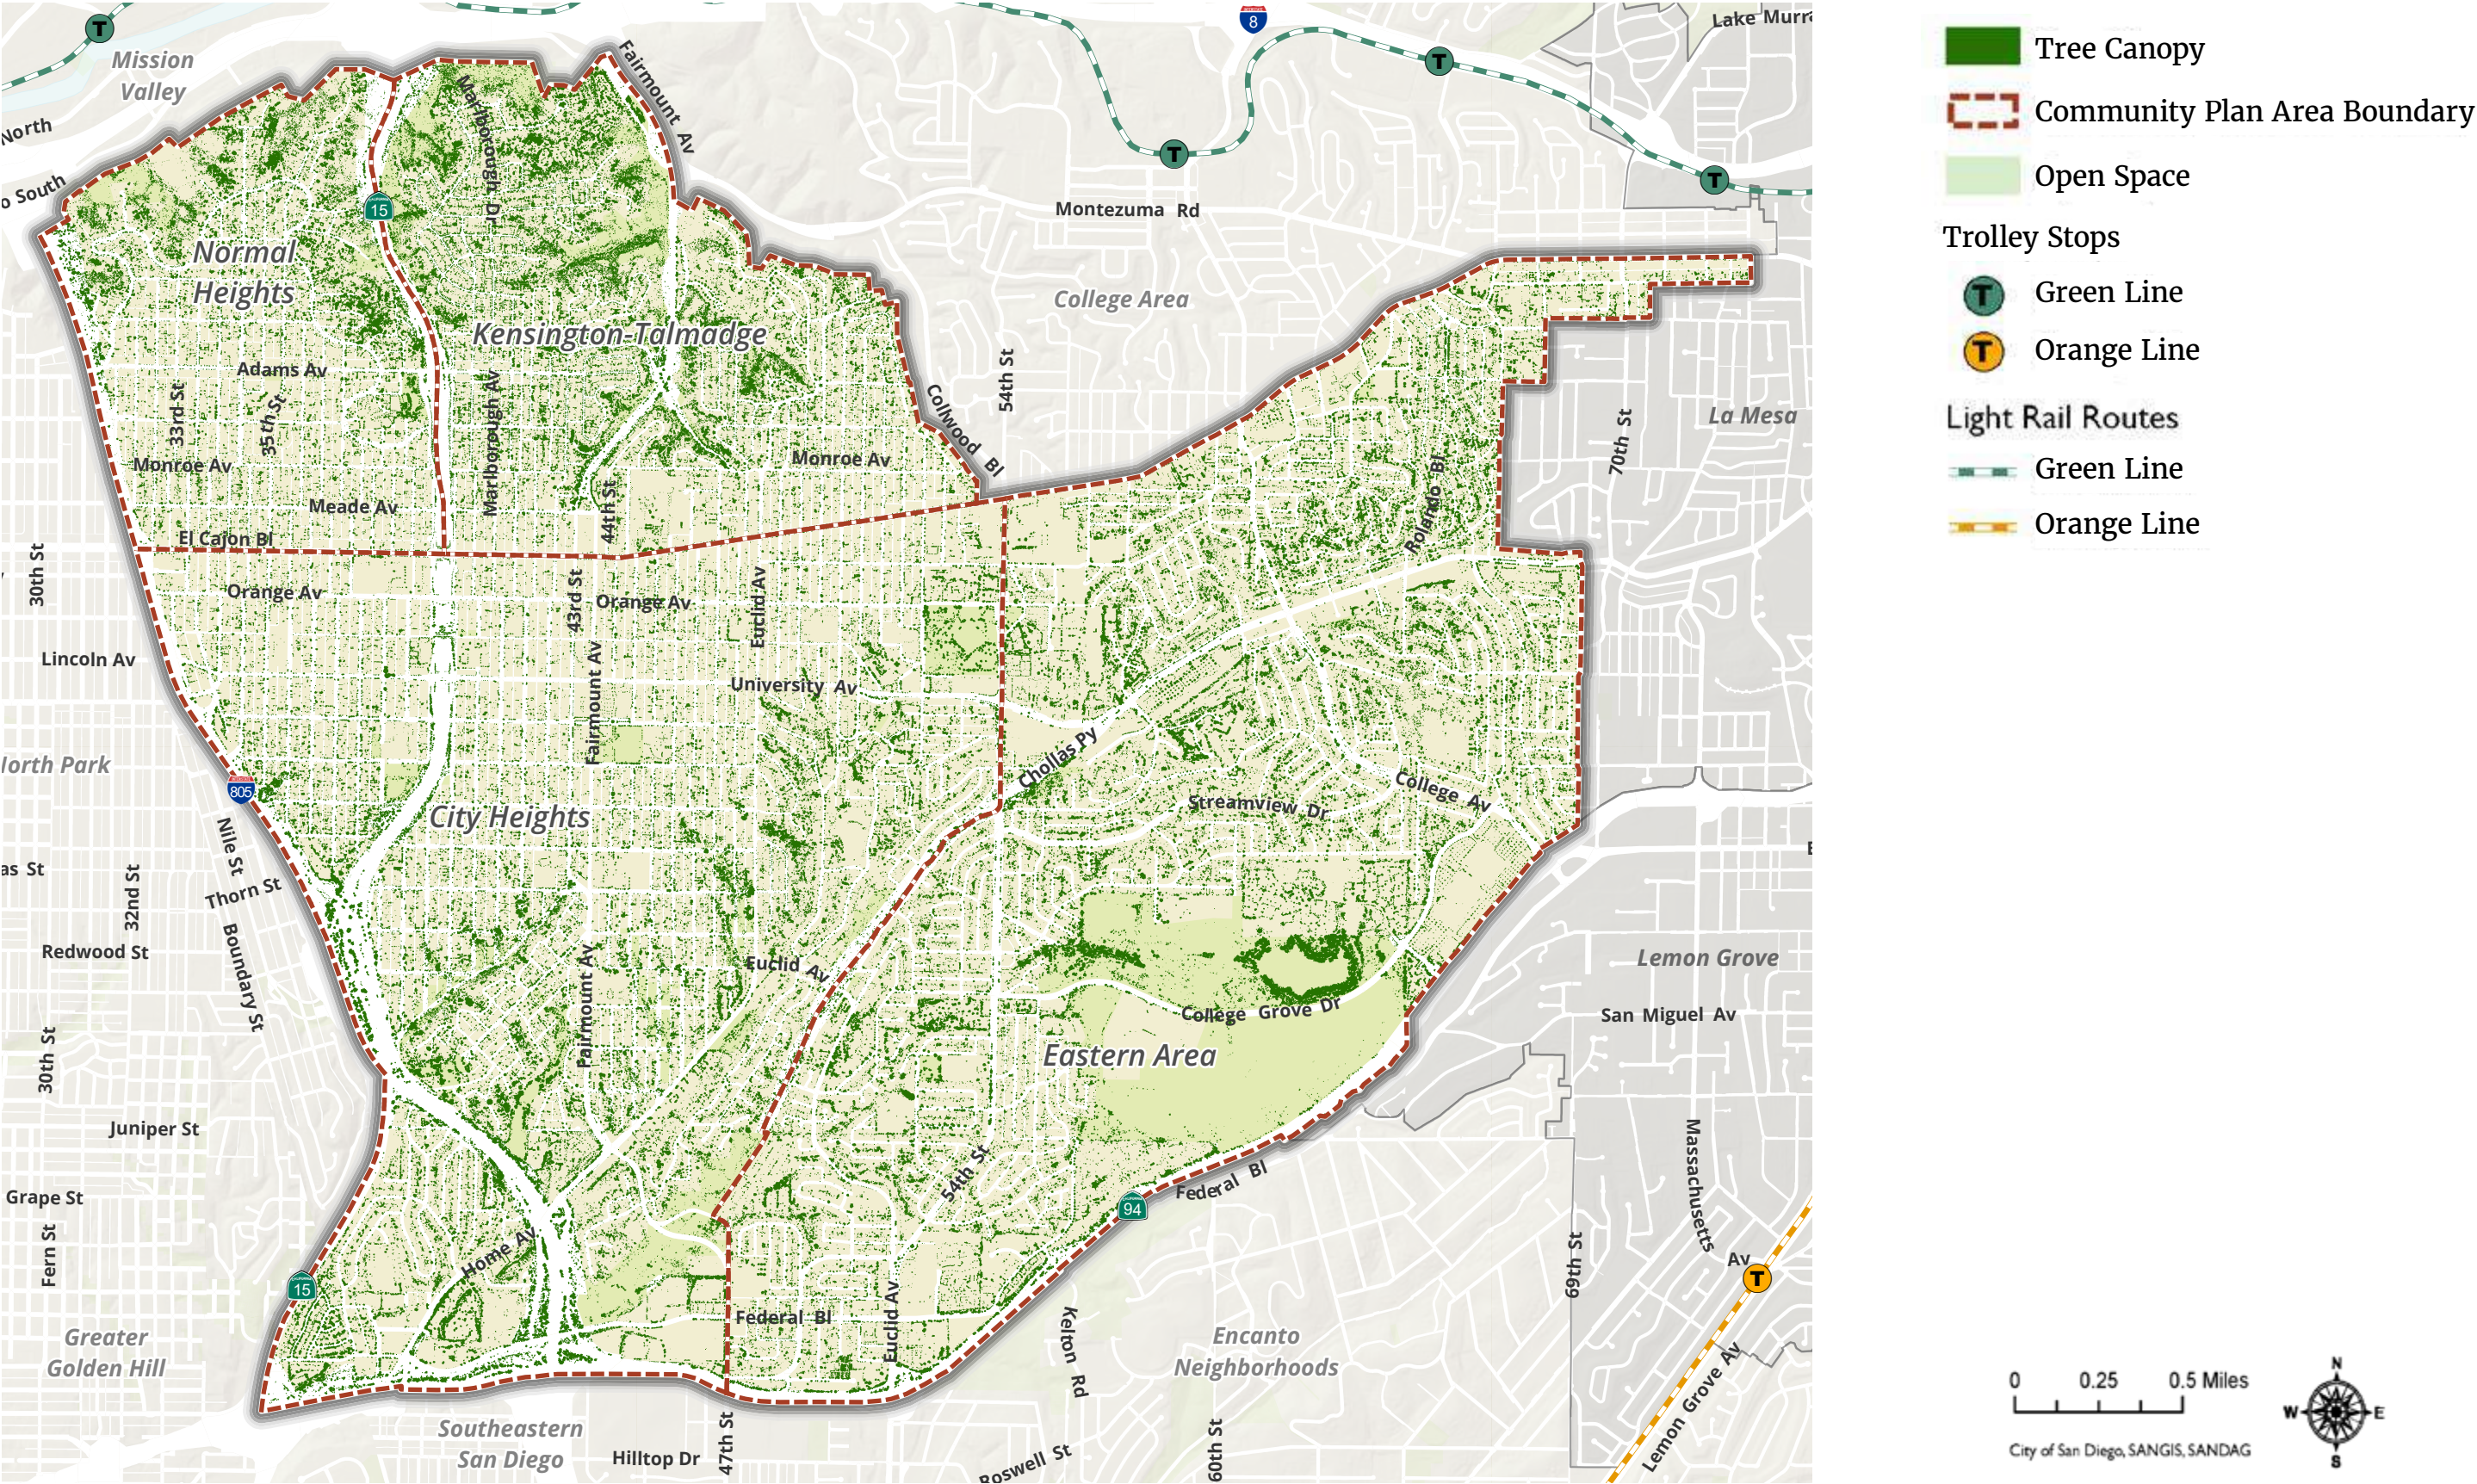 Mission
Valley
North
o South
Fairmount Av
Marlborough Dr
8
Lake Murra
15
Montezuma Rd
Normal
Heights
Kensington-Talmadge
College Area
Adams Av
33rd St
35th St
Marlborough Av
Monroe Av
Meade Av
44th St
Monroe Av
Collwood Bl
54th St
Rolando Bl
70th St
La Mesa
El Cajon Bl
30th St
Orange Av
43rd St
Orange Av
Euclid Av
Lincoln Av
Fairmount Av
University Av
North Park
805
Chollas Py
City Heights
Streamview Dr
College Av
Nile St
as St
32nd St
Thorn St
Redwood St
Boundary St
Fairmount Av
Euclid Av
Lemon Grove
College Grove Dr
San Miguel Av
30th St
Eastern Area
Juniper St
Massachusetts Av
54th St
Grape St
Federal Bl
94
Fern St
Home Av
69th St
15
T
T
T
T
T
Federal Bl
Euclid Av
Kelton Rd
Greater
Golden Hill
Encanto
Neighborhoods
Lemon Grove Av
Southeastern
San Diego
Hilltop Dr
47th St
Roswell St
60th St
Tree Canopy
Community Plan Area Boundary
Open Space
Trolley Stops
T Green Line
T Orange Line
Light Rail Routes
Green Line
Orange Line
0 0.25 0.5 Miles
City of San Diego, SANGIS, SANDAG
N
W E
S